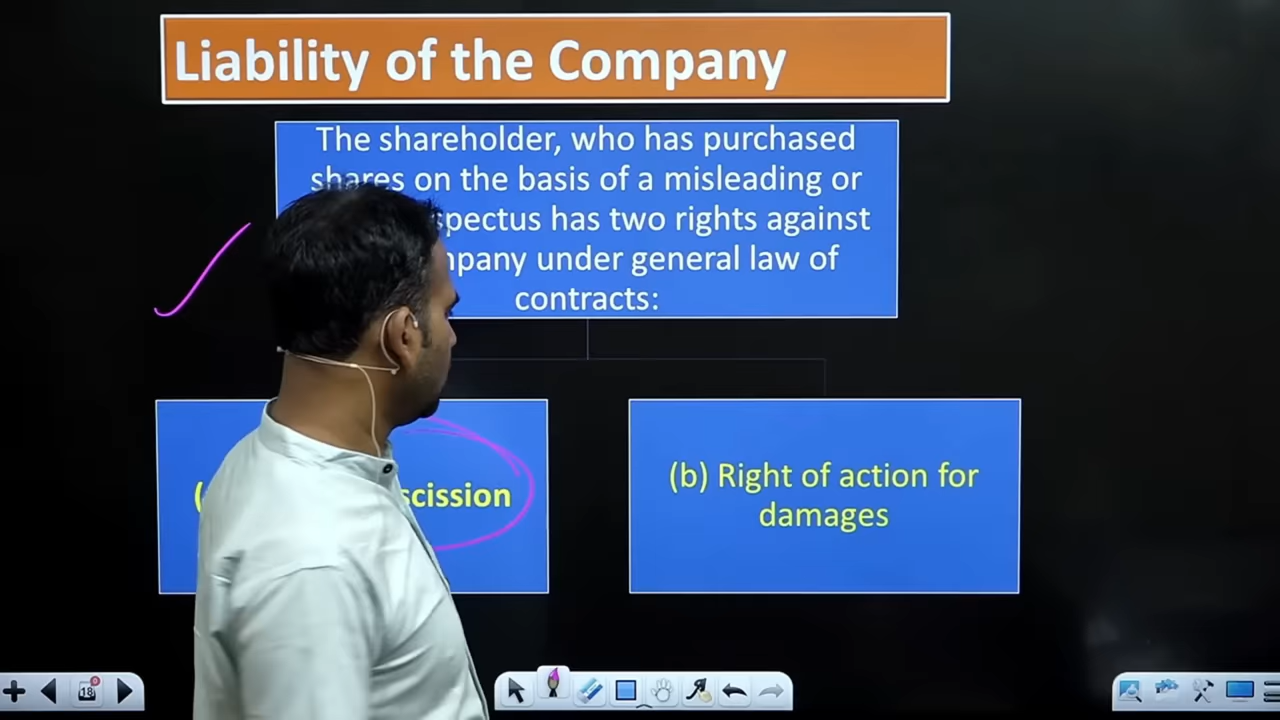 Liability of the Company
The shareholder, who has purchased
shares on the basis of a misleading or
spectus has two rights against
mpany under general law of
contracts:
scission
(b) Right of action for
damages
18